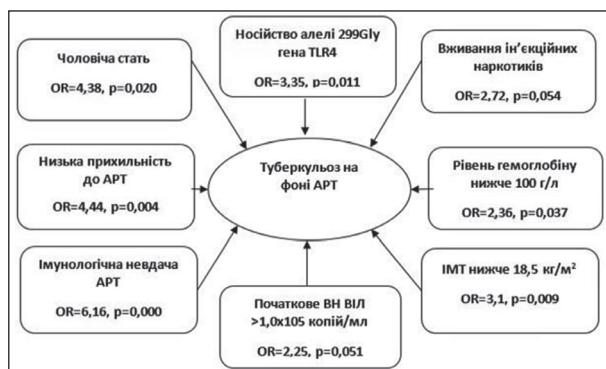 Чоловіча стать
OR=4,38, p=0,020
Носійство алелі 299Gly
гена TLR4
OR=3,35, p=0,011
Вживання ін’єкційних
наркотиків
OR=2,72, p=0,054
Низька прихильність
до АРТ
OR=4,44, p=0,004
Туберкульоз на
фоні АРТ
Рівень гемоглобіну
нижче 100 г/л
OR=2,36, p=0,037
Імунологічна невдача
АРТ
OR=6,16, p=0,000
Початкове ВН ВІЛ
>1,0x105 копій/мл
OR=2,25, p=0,051
ІМТ нижче 18,5 кг/м²
OR=3,1, p=0,009